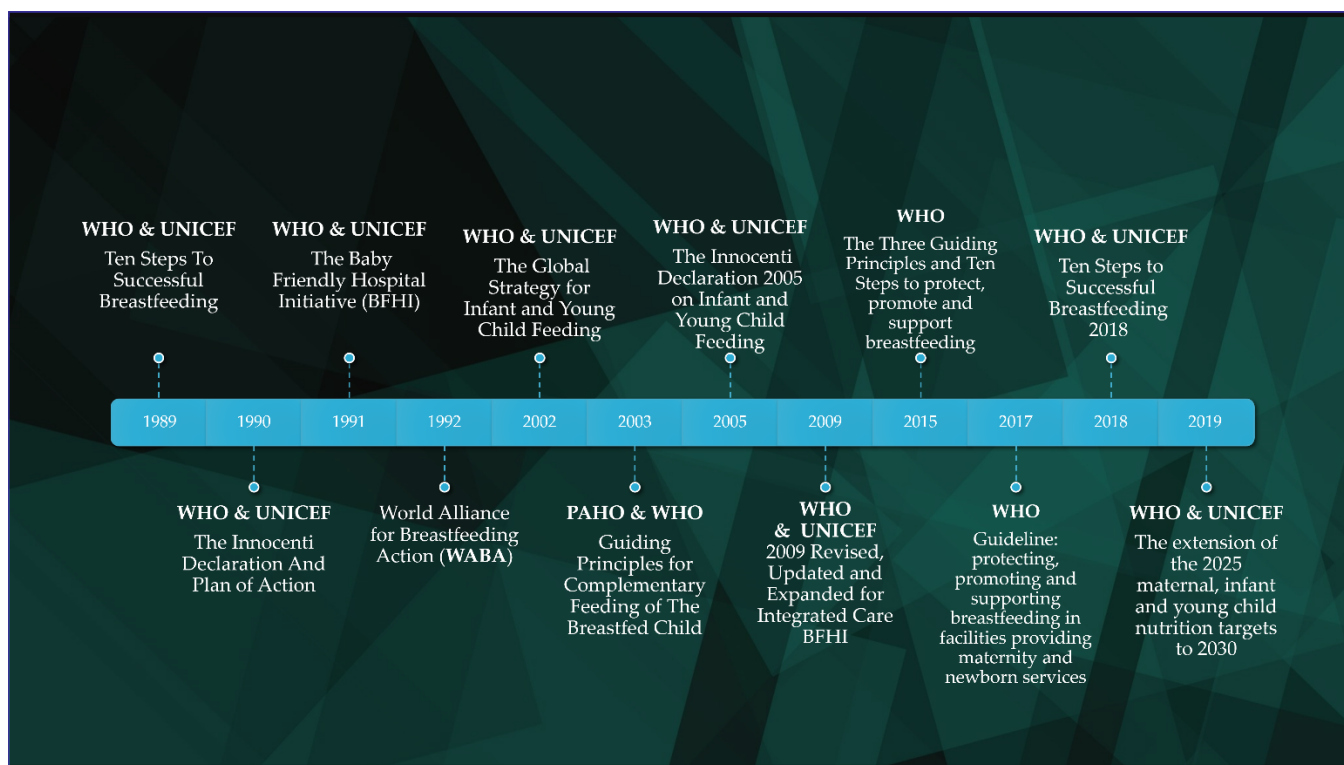 WHO & UNICEF
Ten Steps To
Successful
Breastfeeding
WHO & UNICEF
The Baby
Friendly Hospital
Initiative (BFHI)
WHO & UNICEF
The Global
Strategy for
Infant and Young
Child Feeding
WHO & UNICEF
The Innocenti
Declaration 2005
on Infant and
Young Child
Feeding
WHO
The Three Guiding
Principles and Ten
Steps to protect,
promote and
support
breastfeeding
WHO & UNICEF
Ten Steps to
Successful
Breastfeeding
2018
1989 1990 1991 1992 2002 2003 2005 2009 2015 2017 2018 2019
WHO & UNICEF
The Innocenti
Declaration And
Plan of Action
World Alliance
for Breastfeeding
Action (WABA)
PAHO & WHO
Guiding
Principles for
Complementary
Feeding of The
Breastfed Child
WHO
& UNICEF
2009 Revised,
Updated and
Expanded for
Integrated Care
BFHI
WHO
Guideline:
protecting,
promoting and
supporting
breastfeeding in
facilities providing
maternity and
newborn services
WHO & UNICEF
The extension of
the 2025
maternal, infant
and young child
nutrition targets
to 2030